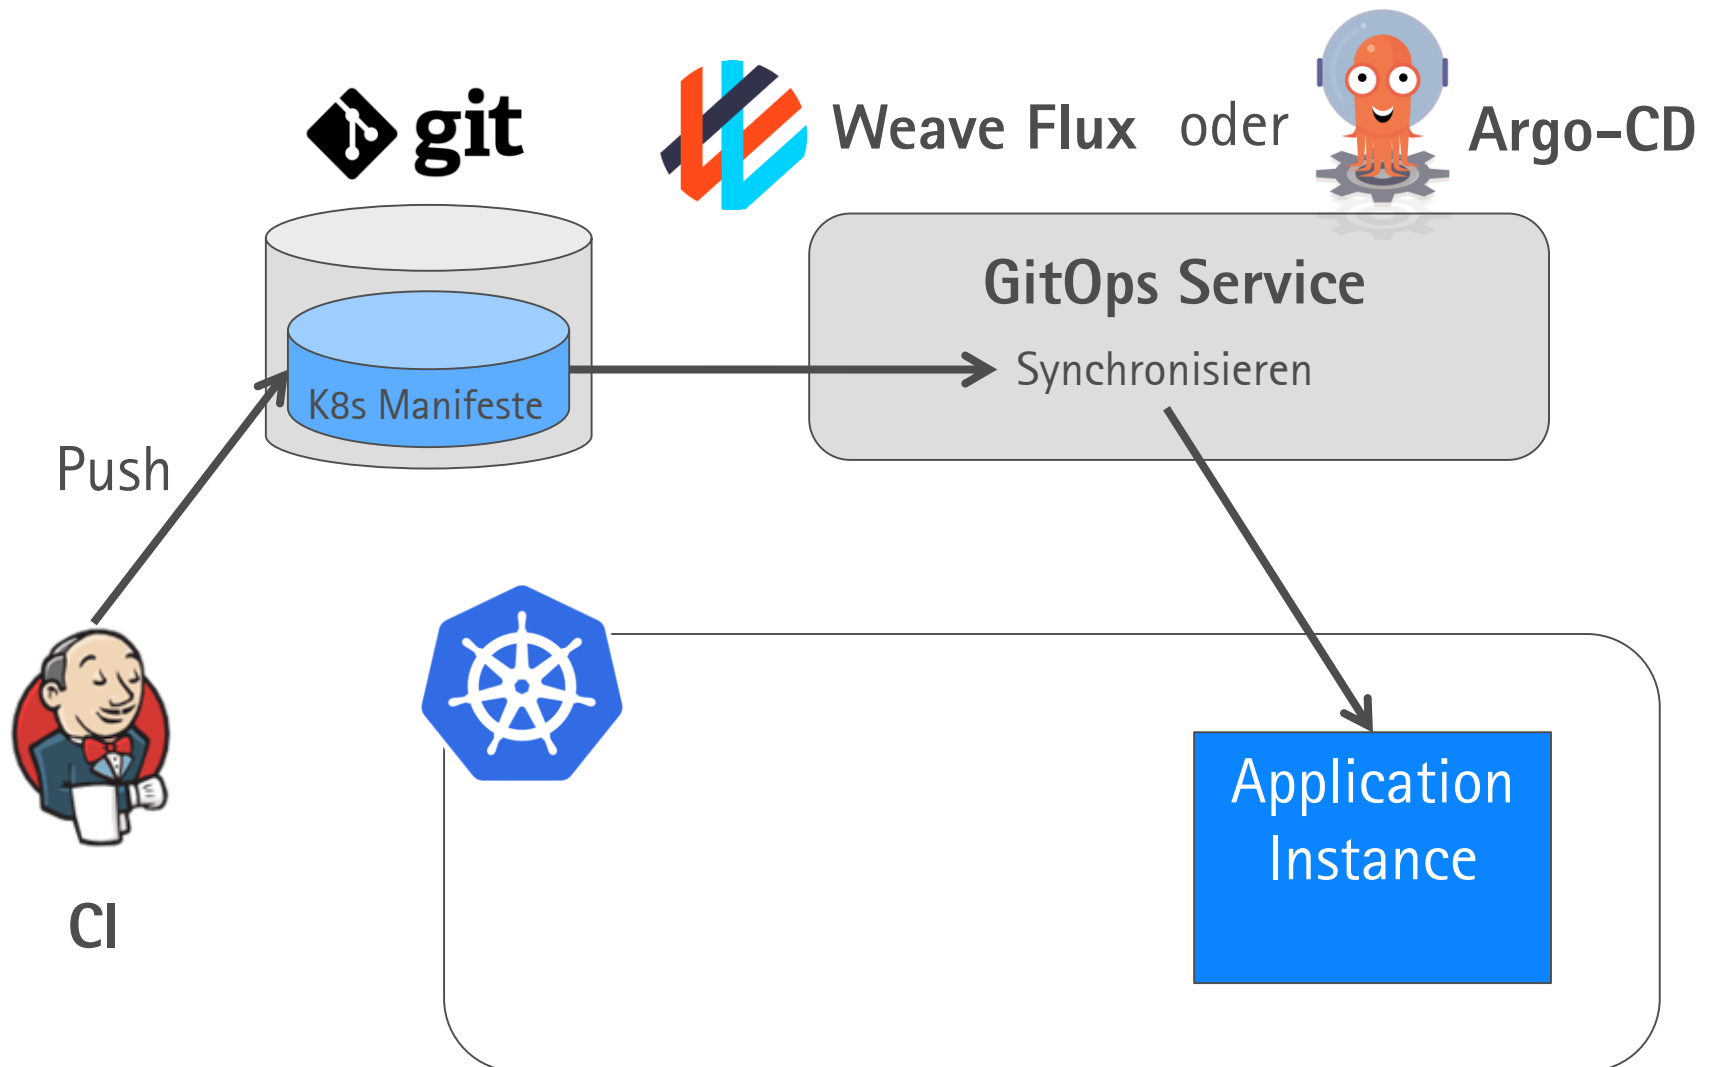 git
Weave Flux oder Argo-CD
GitOps Service
Synchronisieren
K8s Manifeste
Push
CI
Application
Instance